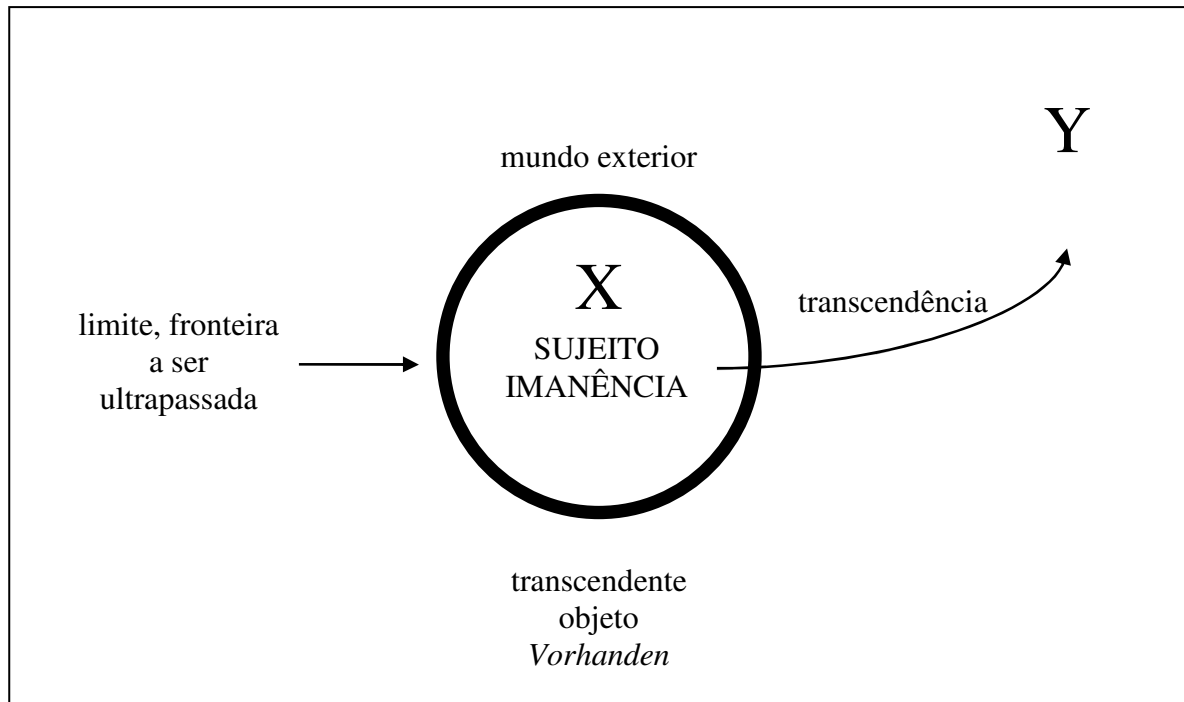 Y
mundo exterior
X
SUJEITO
IMANÊNCIA
transcendência
limite, fronteira
a ser
ultrapassada
transcendente
objeto
Vorhanden